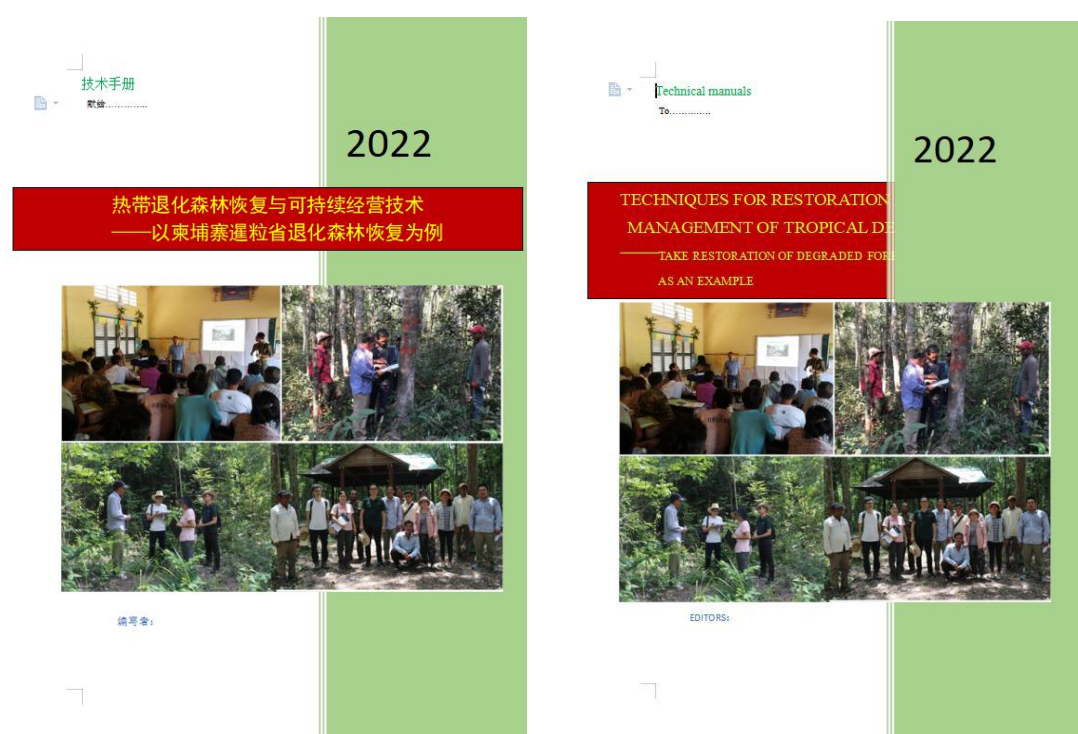 技术手册
献给…………..
2022
热带退化森林恢复与可持续经营技术
——以柬埔寨暹粒省退化森林恢复为例
编写者:
Technical manuals
To…………..
2022
TECHNIQUES FOR RESTORATION
MANAGEMENT OF TROPICAL DE
——TAKE RESTORATION OF DEGRADED FORE
AS AN EXAMPLE
EDITORS: